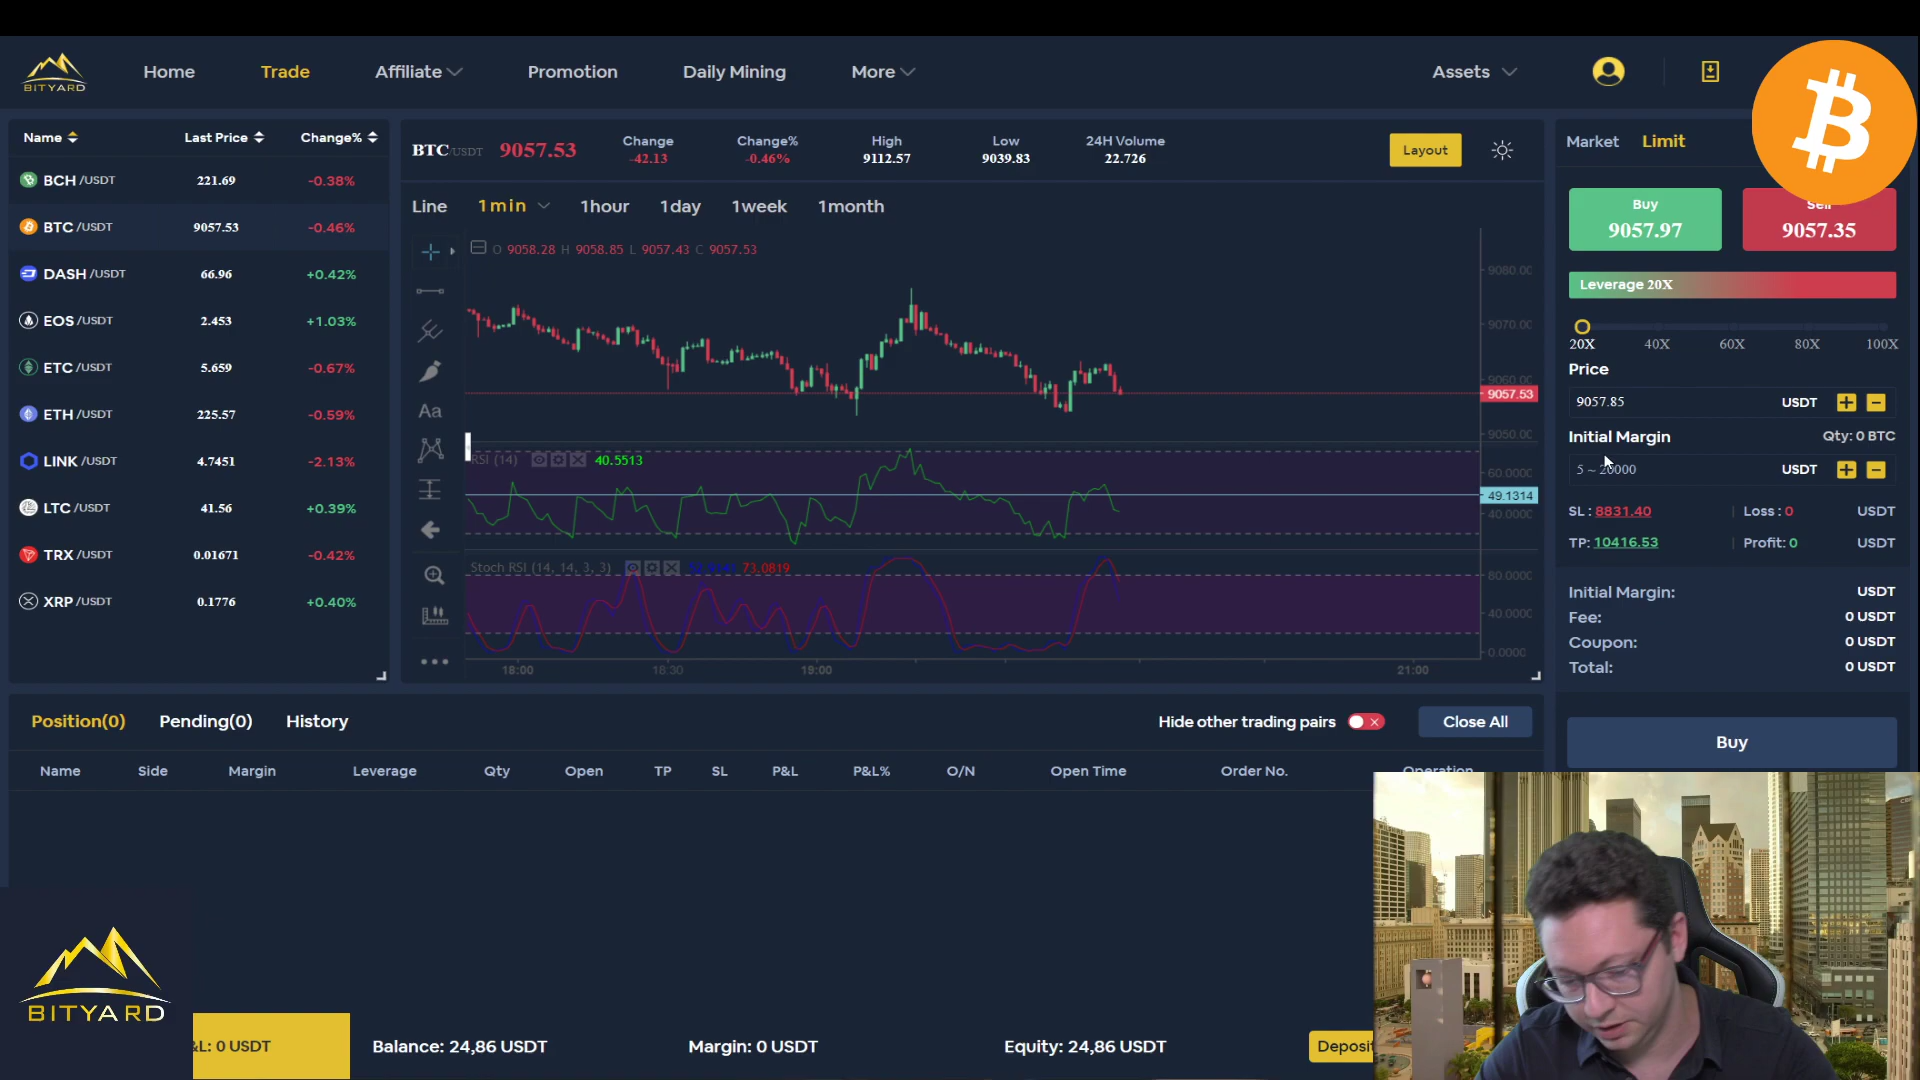 BITYARD
Home
Trade
Affiliate
Promotion
Daily Mining
More
Assets
Name
Last Price
Change%
BCH /USDT 221.69 -0.38%
BTC /USDT 9057.53 -0.46%
DASH /USDT 66.96 +0.42%
EOS /USDT 2.453 +1.03%
ETC /USDT 5.659 -0.67%
ETH /USDT 225.57 -0.59%
LINK /USDT 4.7451 -2.13%
LTC /USDT 41.56 +0.39%
TRX /USDT 0.01671 -0.42%
XRP /USDT 0.1776 +0.40%
BTC/USDT 9057.53
Change
-42.13
Change%
-0.46%
High
9112.57
Low
9039.83
24H Volume
22.726
Layout
Line 1min 1hour 1day 1week 1month
O 9058.28 H 9058.85 L 9057.43 C 9057.53
Aa
9080.00
9070.00
9060.00
9057.53
9050.00
RSI (14) 40.5513
60.0000
49.1314
40.0000
Stoch RSI (14, 14, 3, 3) 73.0819
80.0000
40.0000
0.0000
18:00 18:30 19:00 21:00
Market Limit
Buy
9057.97
Sell
9057.35
Leverage 20X
20X 40X 60X 80X 100X
Price
9057.85 USDT
Initial Margin Qty: 0 BTC
5 ~ 20000 USDT
SL : 8831.40 Loss : 0 USDT
TP: 10416.53 Profit: 0 USDT
Initial Margin: USDT
Fee: 0 USDT
Coupon: 0 USDT
Total: 0 USDT
Buy
Position(0) Pending(0) History
Hide other trading pairs
Close All
Name Side Margin Leverage Qty Open TP SL P&L P&L% O/N Open Time Order No. Operation
BITYARD
&L: 0 USDT
Balance: 24,86 USDT
Margin: 0 USDT
Equity: 24,86 USDT
Deposit